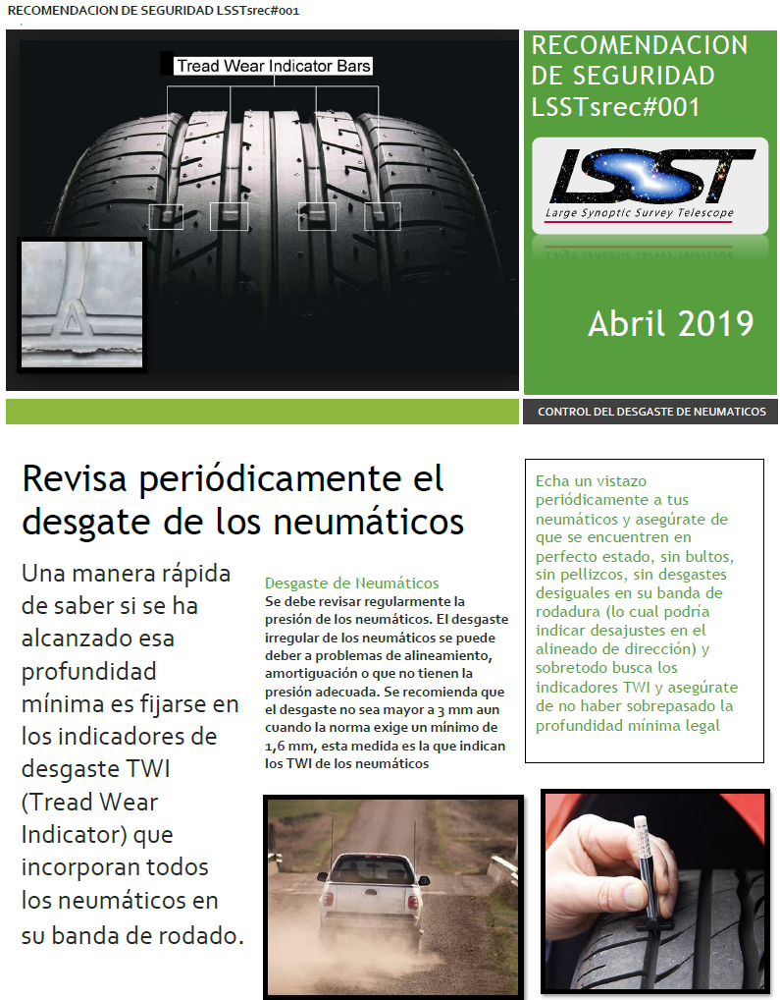 RECOMENDACION DE SEGURIDAD LSSTsrec#001
Tread Wear Indicator Bars
RECOMENDACION
DE SEGURIDAD
LSSTsrec#001
LSST
Large Synoptic Survey Telescope
Abril 2019
CONTROL DEL DESGASTE DE NEUMATICOS
Revisa periódicamente el
desgate de los neumáticos
Una manera rápida
de saber si se ha
alcanzado esa
profundidad
mínima es fijarse en
los indicadores de
desgaste TWI
(Tread Wear
Indicator) que
incorporan todos
los neumáticos en
su banda de rodado.
Desgaste de Neumáticos
Se debe revisar regularmente la
presión de los neumáticos. El desgaste
irregular de los neumáticos se puede
deber a problemas de alineamiento,
amortiguación o que no tienen la
presión adecuada. Se recomienda que
el desgaste no sea mayor a 3 mm aun
cuando la norma exige un mínimo de
1,6 mm, esta medida es la que indican
los TWI de los neumáticos
Echa un vistazo
periódicamente a tus
neumáticos y asegúrate de
que se encuentren en
perfecto estado, sin bultos,
sin pellizcos, sin desgastes
desiguales en su banda de
rodadura (lo cual podría
indicar desajustes en el
alineado de dirección) y
sobretodo busca los
indicadores TWI y asegúrate
de no haber sobrepasado la
profundidad mínima legal